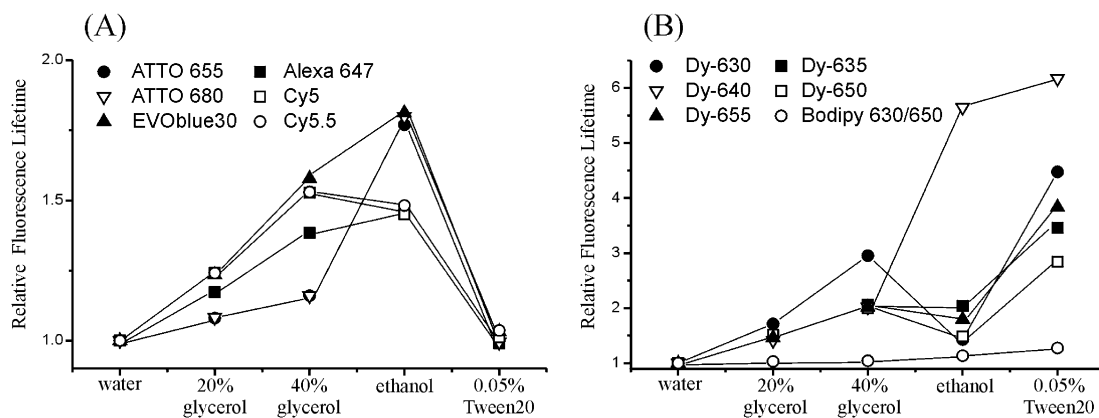 (A)
Relative Fluorescence Lifetime
2.0
1.5
1.0
ATTO 655
ATTO 680
EVOblue30
Alexa 647
Cy5
Cy5.5
water
20% glycerol
40% glycerol
ethanol
0.05% Tween20
(B)
Relative Fluorescence Lifetime
6
5
4
3
2
1
Dy-630
Dy-640
Dy-655
Dy-635
Dy-650
Bodipy 630/650
water
20% glycerol
40% glycerol
ethanol
0.05% Tween20